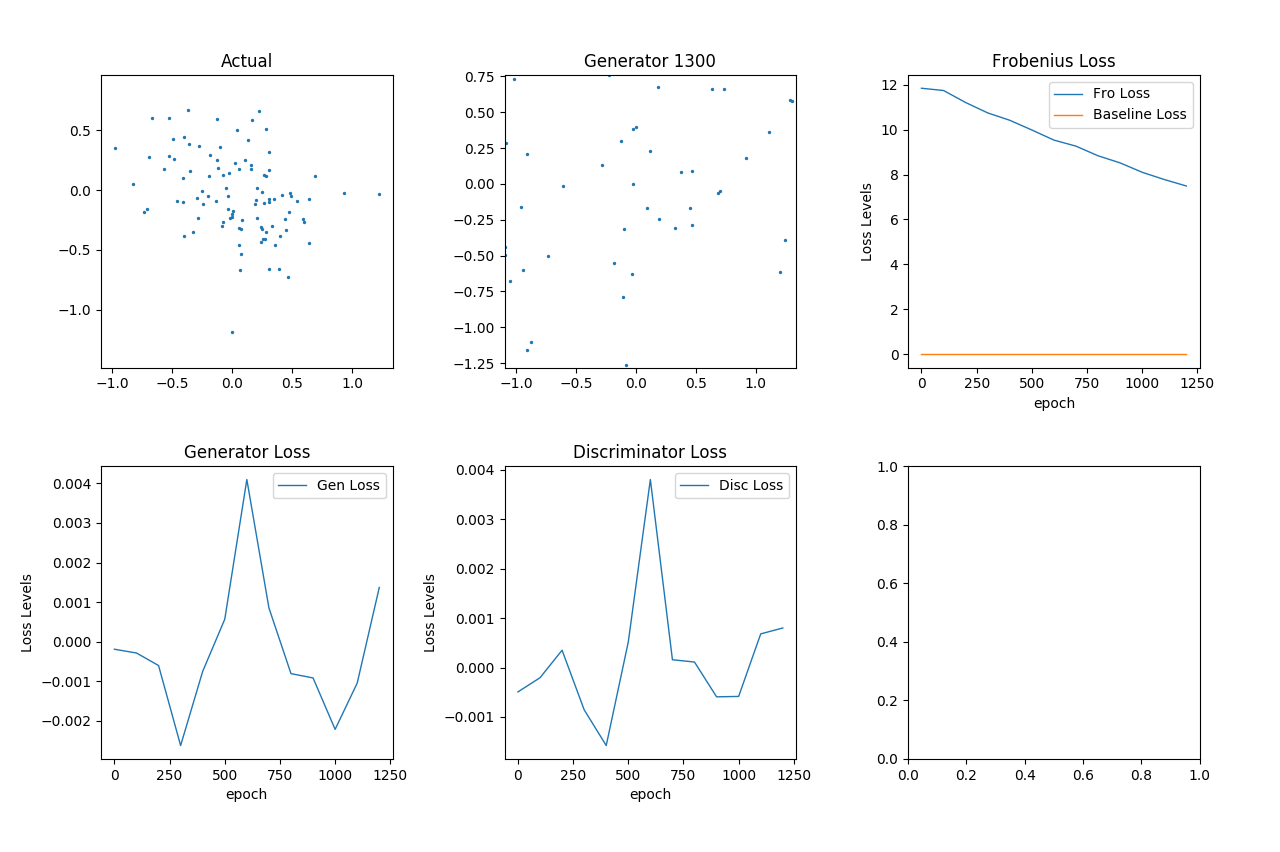 Actual
0.5
0.0
−0.5
−1.0
−1.0 −0.5 0.0 0.5 1.0
Generator 1300
0.75
0.50
0.25
0.00
−0.25
−0.50
−0.75
−1.00
−1.25
−1.0 −0.5 0.0 0.5 1.0
Frobenius Loss
Fro Loss
Baseline Loss
Loss Levels
12
10
8
6
4
2
0
0 250 500 750 1000 1250
epoch
Generator Loss
Gen Loss
Loss Levels
0.004
0.003
0.002
0.001
0.000
−0.001
−0.002
0 250 500 750 1000 1250
epoch
Discriminator Loss
Disc Loss
Loss Levels
0.004
0.003
0.002
0.001
0.000
−0.001
0 250 500 750 1000 1250
epoch
1.0
0.8
0.6
0.4
0.2
0.0
0.0 0.2 0.4 0.6 0.8 1.0